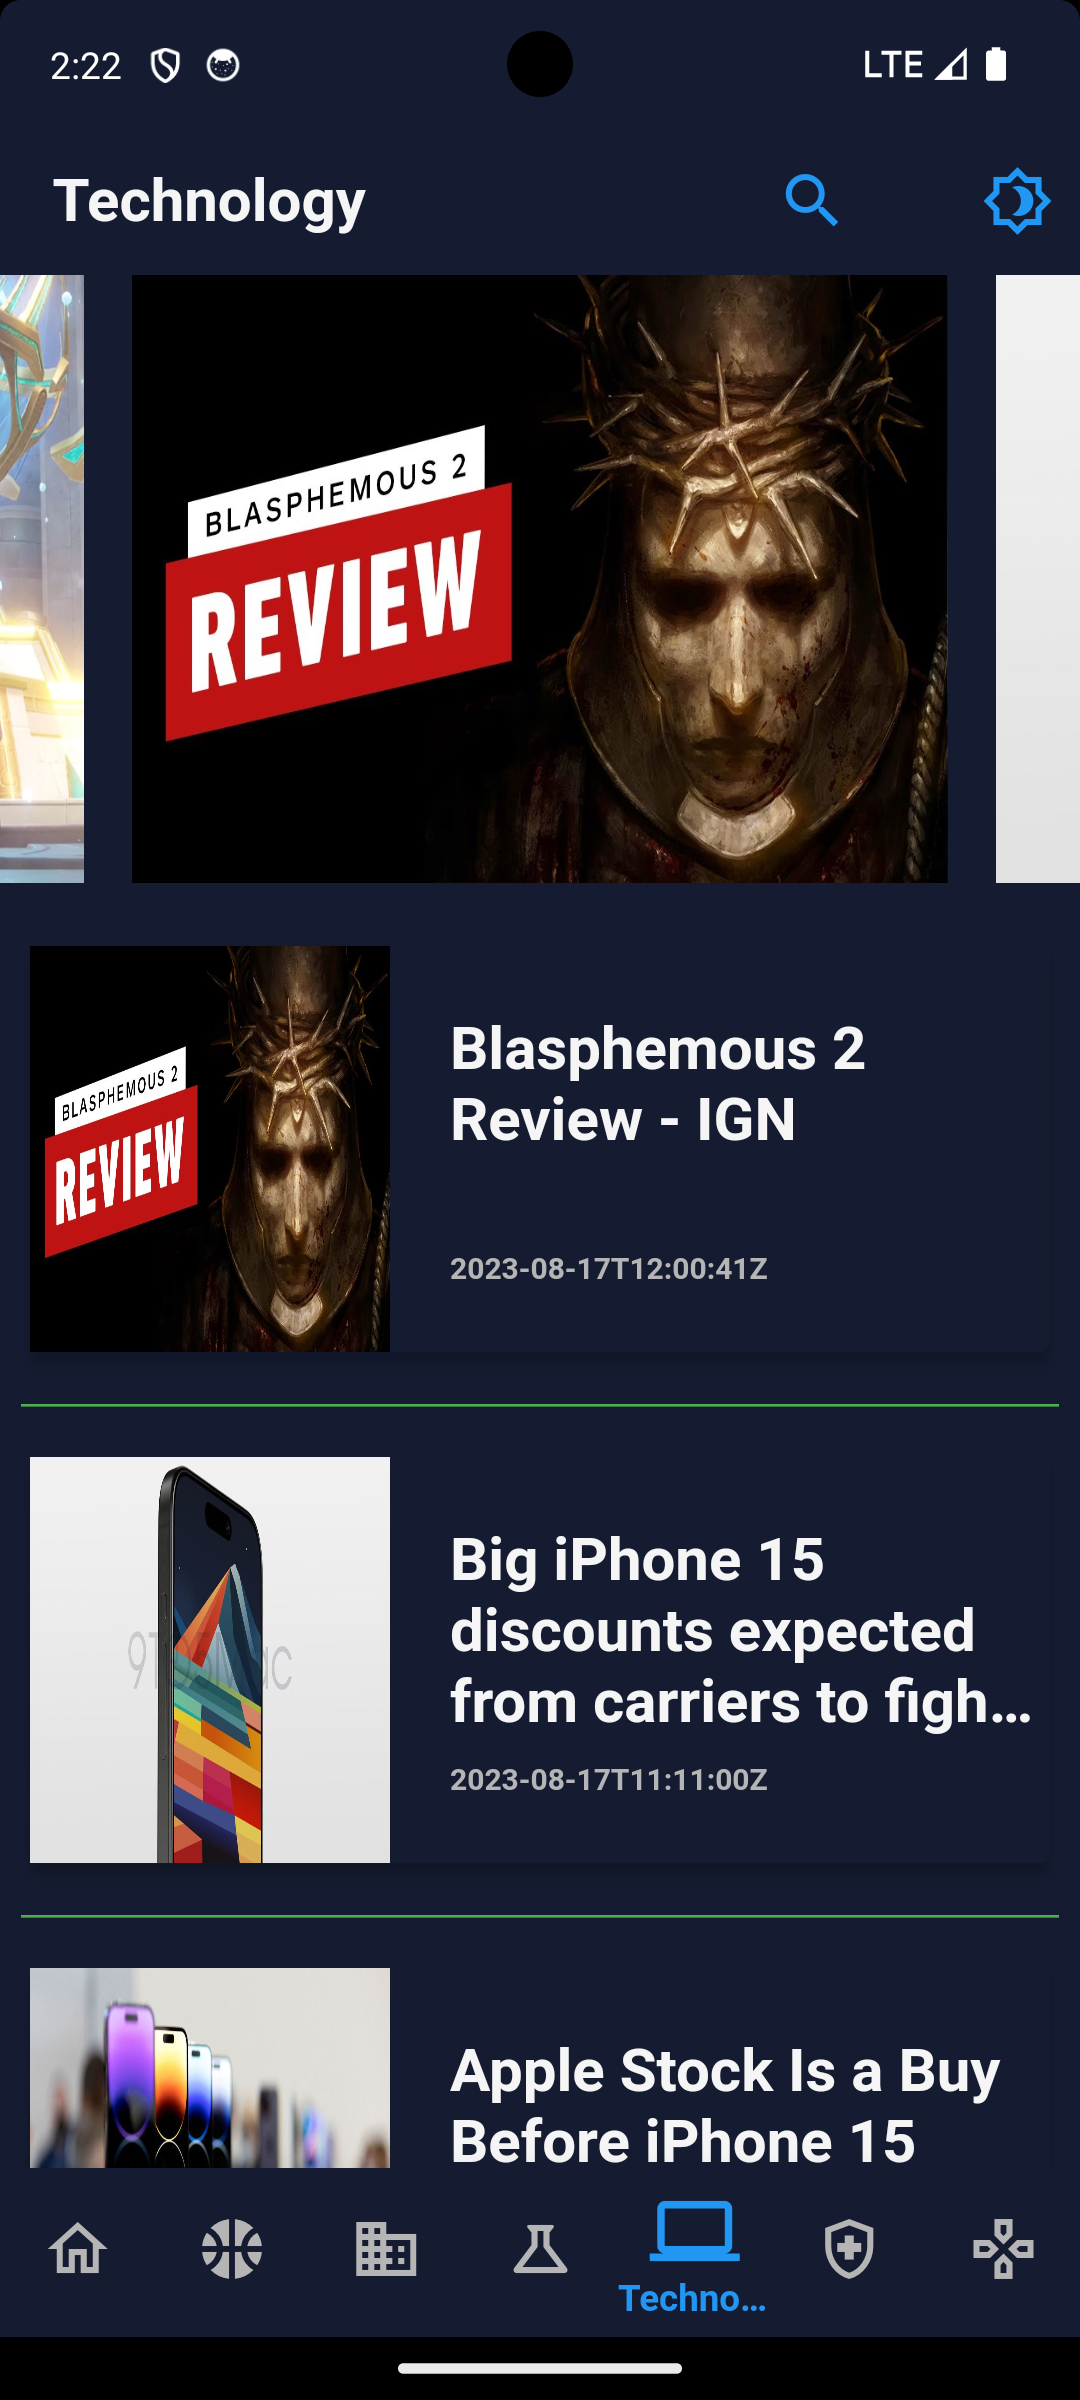 2:22
LTE
Technology
BLASPHEMOUS 2
REVIEW
BLASPHEMOUS 2
REVIEW
Blasphemous 2
Review - IGN
2023-08-17T12:00:41Z
Big iPhone 15
discounts expected
from carriers to figh…
2023-08-17T11:11:00Z
Apple Stock Is a Buy
Before iPhone 15
Techno…